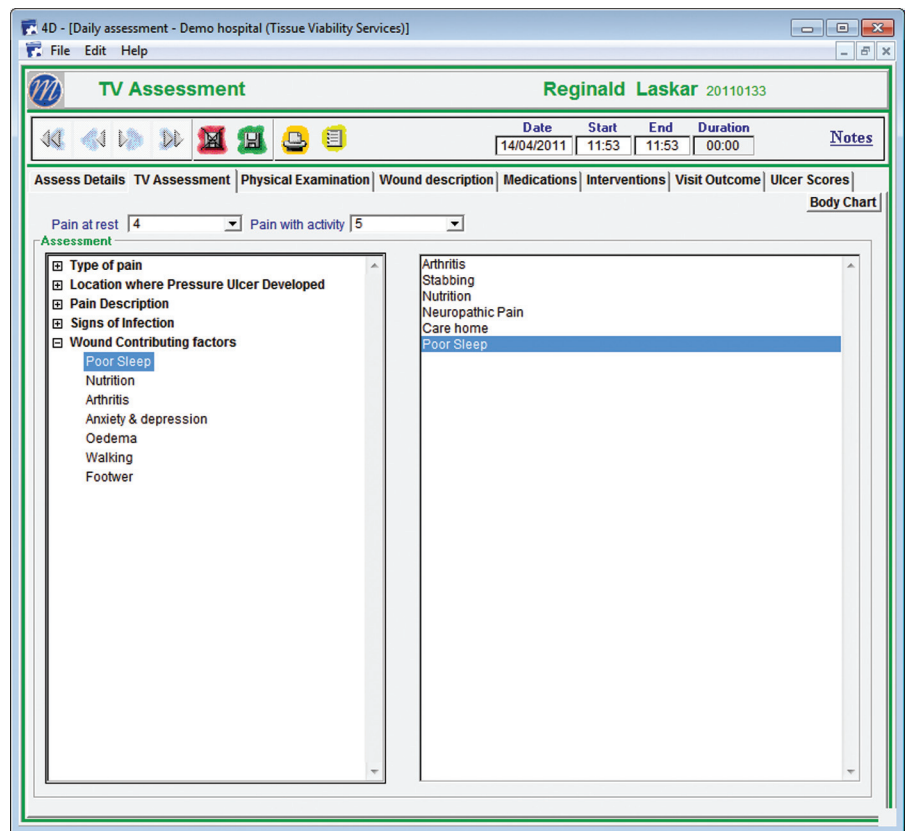 4D - [Daily assessment - Demo hospital (Tissue Viability Services)]
File Edit Help
M TV Assessment Reginald Laskar 20110133
Date Start End Duration
14/04/2011 11:53 11:53 00:00 Notes
Assess Details TV Assessment Physical Examination Wound description Medications Interventions Visit Outcome Ulcer Scores
Body Chart
Pain at rest 4 Pain with activity 5
Assessment
Type of pain
Location where Pressure Ulcer Developed
Pain Description
Signs of Infection
Wound Contributing factors
Poor Sleep
Nutrition
Arthritis
Anxiety & depression
Oedema
Walking
Footwer
Arthritis
Stabbing
Nutrition
Neuropathic Pain
Care home
Poor Sleep